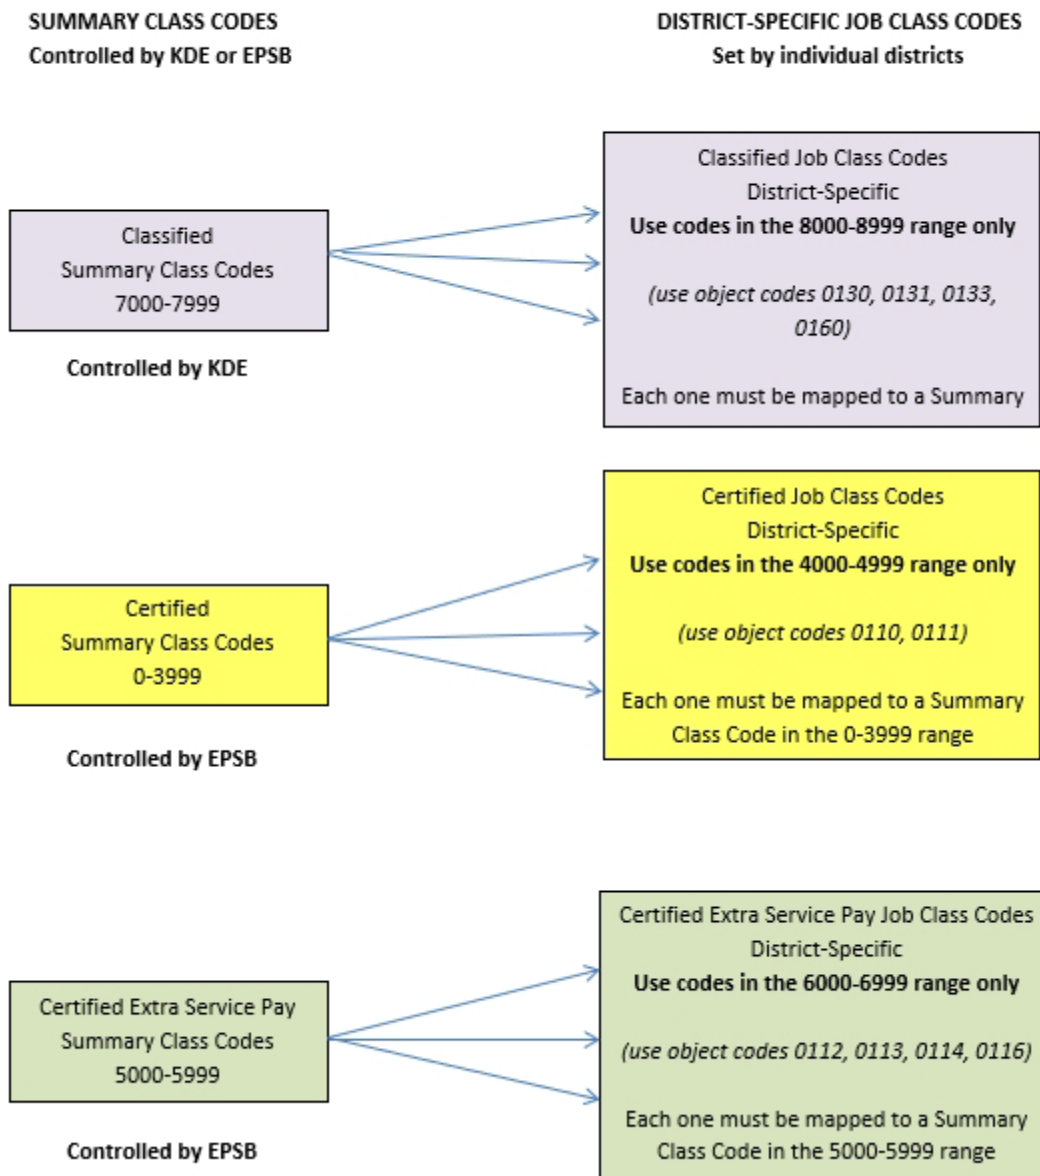 SUMMARY CLASS CODES
Controlled by KDE or EPSB
DISTRICT-SPECIFIC JOB CLASS CODES
Set by individual districts
Classified
Summary Class Codes
7000-7999
Controlled by KDE
Classified Job Class Codes
District-Specific
Use codes in the 8000-8999 range only
(use object codes 0130, 0131, 0133,
0160)
Each one must be mapped to a Summary
Certified
Summary Class Codes
0-3999
Controlled by EPSB
Certified Job Class Codes
District-Specific
Use codes in the 4000-4999 range only
(use object codes 0110, 0111)
Each one must be mapped to a Summary
Class Code in the 0-3999 range
Certified Extra Service Pay
Summary Class Codes
5000-5999
Controlled by EPSB
Certified Extra Service Pay Job Class Codes
District-Specific
Use codes in the 6000-6999 range only
(use object codes 0112, 0113, 0114, 0116)
Each one must be mapped to a Summary
Class Code in the 5000-5999 range